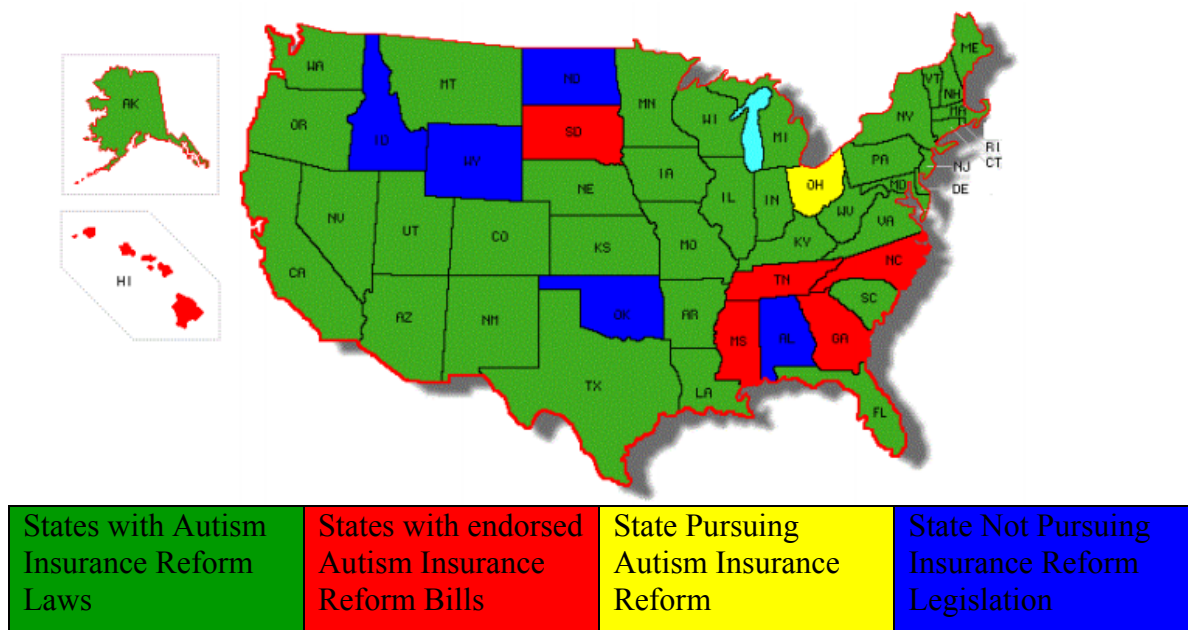 ME
WA
MT
ND
VT
NH
MN
AK
MA
OR
WI
NY
ID
SD
MI
RI
WY
CT
PA
NJ
IA
OH
MD
DE
NE
NV
IL
IN
WV
UT
VA
CO
KS
MO
KY
CA
NC
TN
HI
SC
OK
AR
AZ
NM
MS
AL
GA
TX
LA
FL
States with Autism
Insurance Reform
Laws
States with endorsed
Autism Insurance
Reform Bills
State Pursuing
Autism Insurance
Reform
State Not Pursuing
Insurance Reform
Legislation